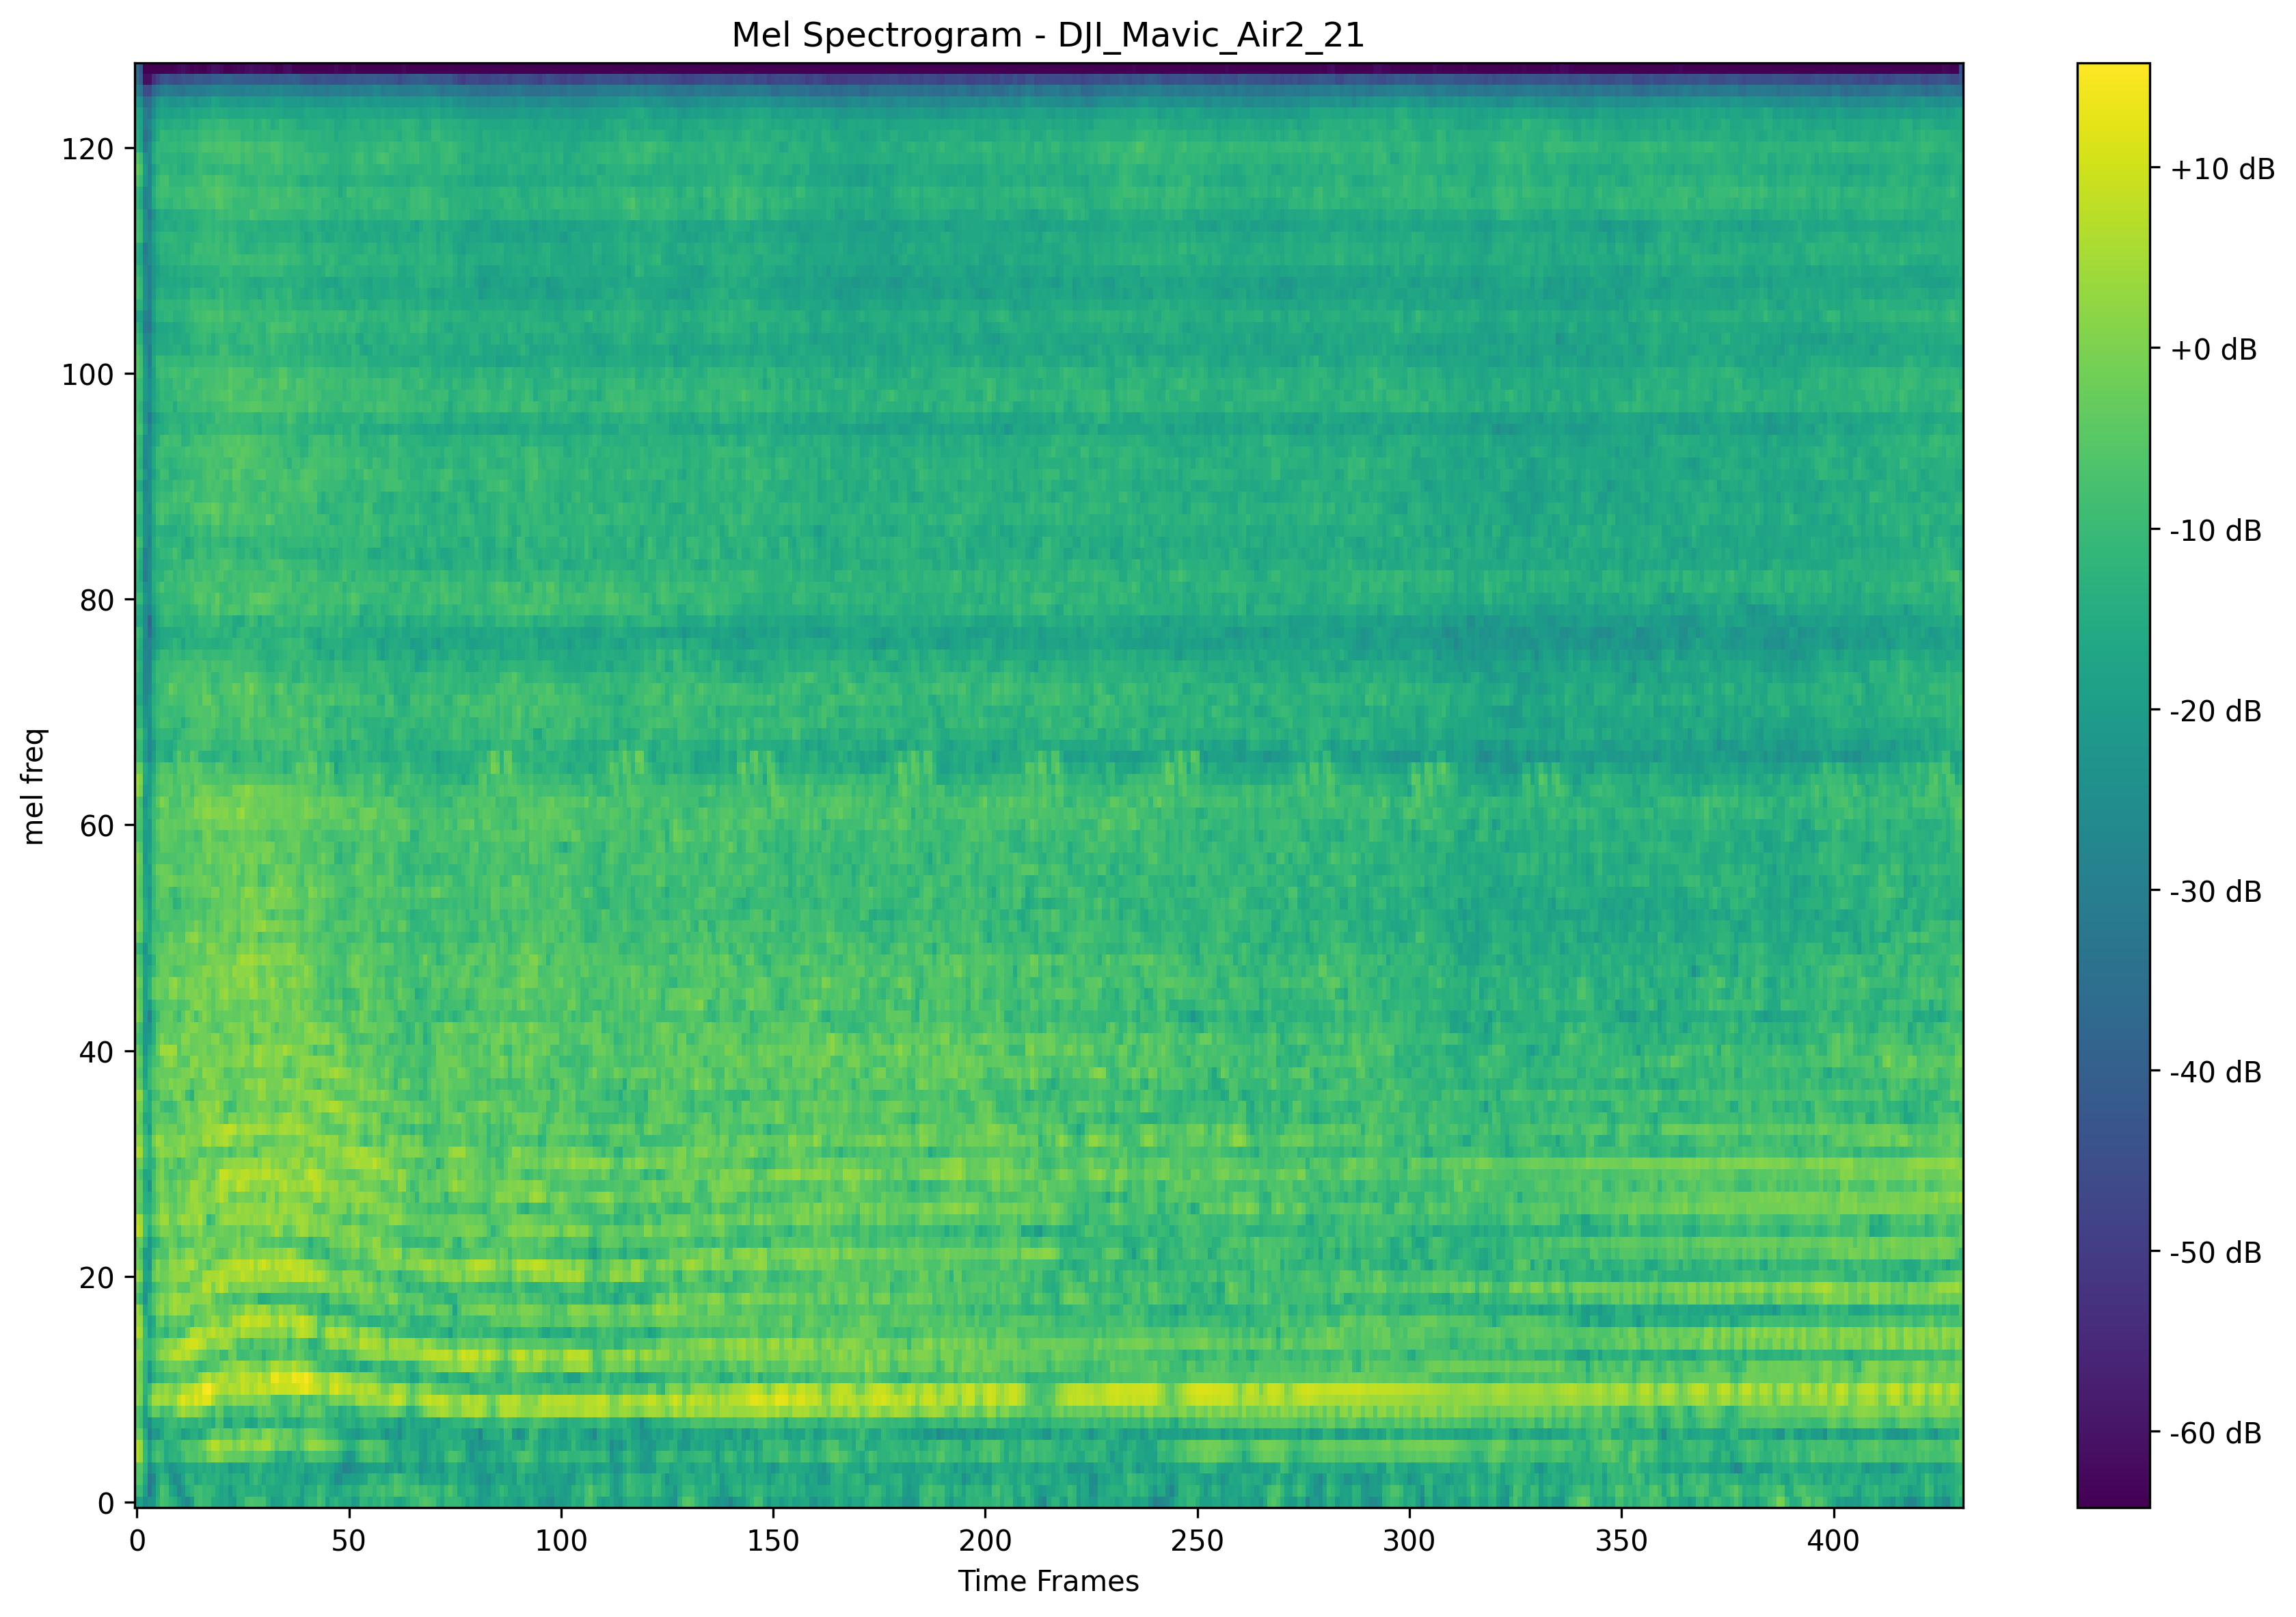 Mel Spectrogram - DJI_Mavic_Air2_21
mel freq
120
100
80
60
40
20
0
0 50 100 150 200 250 300 350 400
Time Frames
+10 dB
+0 dB
-10 dB
-20 dB
-30 dB
-40 dB
-50 dB
-60 dB